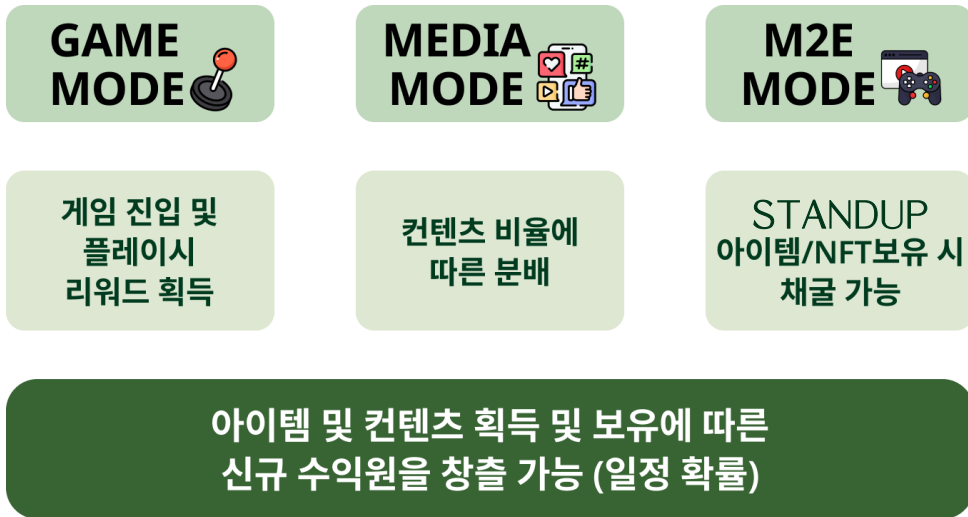 GAME
MODE
MEDIA
MODE
#
M2E
MODE
게임 진입 및
플레이시
리워드 획득
컨텐츠 비율에
따른 분배
STANDUP
아이템/NFT보유 시
채굴 가능
아이템 및 컨텐츠 획득 및 보유에 따른
신규 수익원을 창출 가능 (일정 확률)